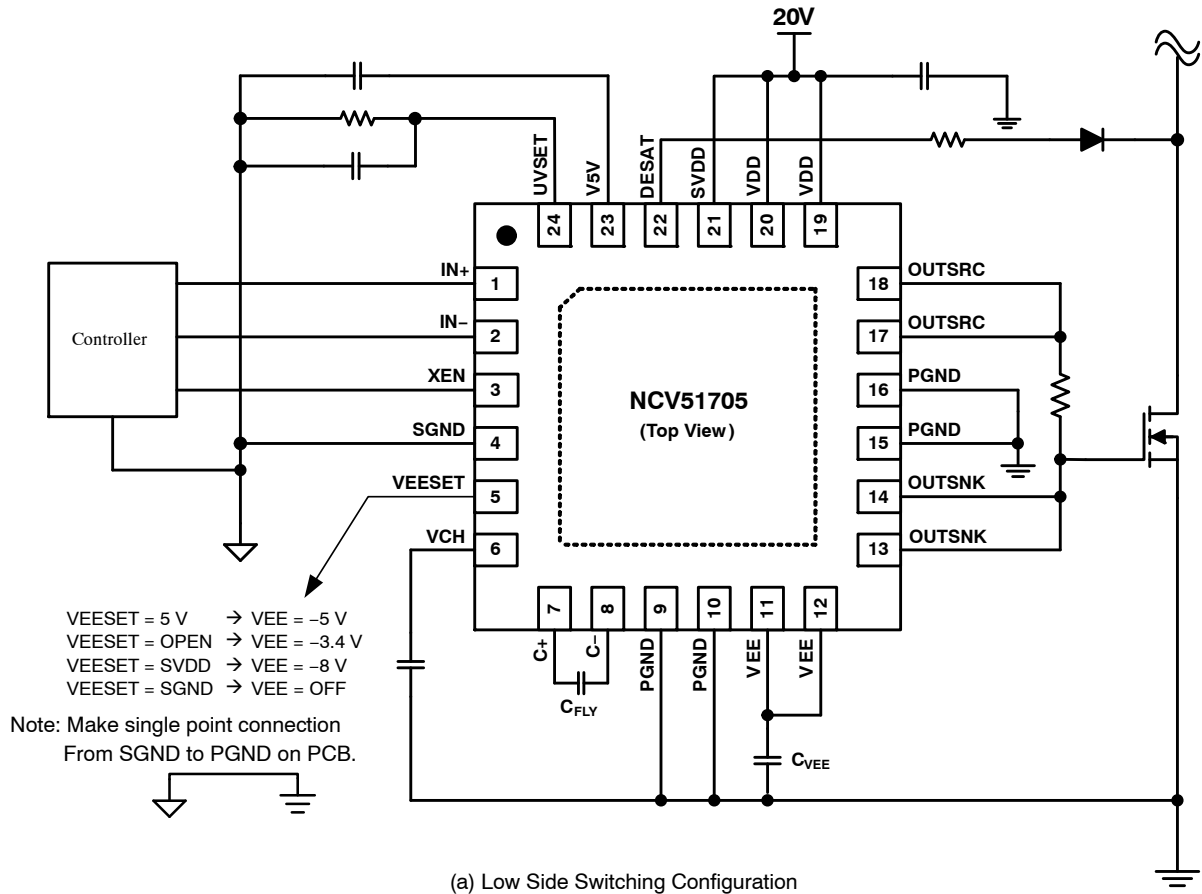 20V
UVSET
V5V
DESAT
SVDD
VDD
VDD
24
23
22
21
20
19
IN+
1
18
OUTSRC
Controller
IN−
2
17
OUTSRC
XEN
3
16
PGND
NCV51705
(Top View)
SGND
4
15
PGND
VEESET
5
14
OUTSNK
VCH
6
13
OUTSNK
7
8
9
10
11
12
C+
C−
PGND
PGND
VEE
VEE
CFLY
CVEE
VEESET = 5 V → VEE = −5 V
VEESET = OPEN → VEE = −3.4 V
VEESET = SVDD → VEE = −8 V
VEESET = SGND → VEE = OFF
Note: Make single point connection
From SGND to PGND on PCB.
(a) Low Side Switching Configuration